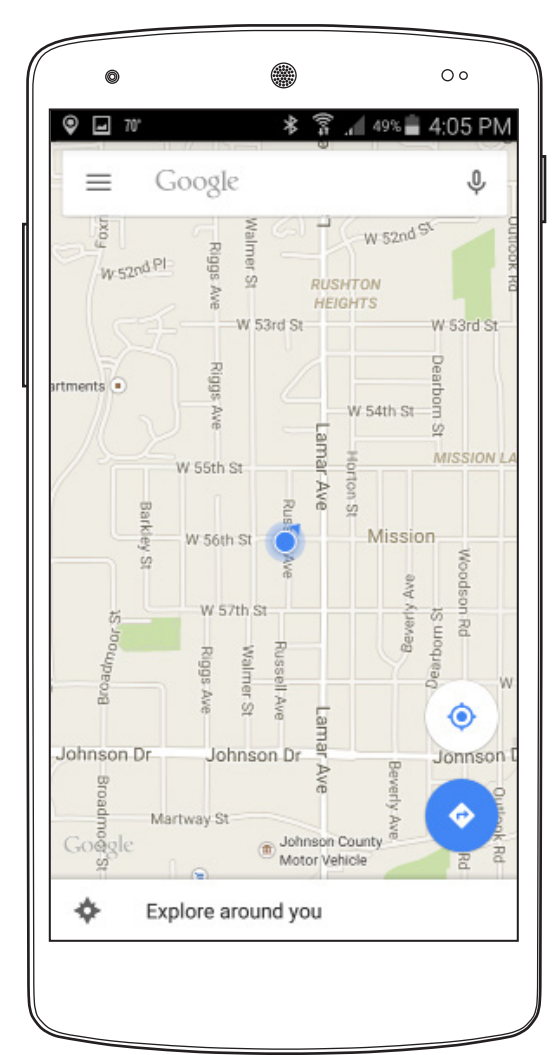 70°
49%
4:05 PM
Google
W 52nd St
Outlook Rd
Walmer St
Riggs Ave
W 52nd Pl
RUSHTON
HEIGHTS
W 53rd St
W 53rd St
Dearborn St
Riggs Ave
artments
W 54th St
Lamar Ave
Horton St
MISSION LA
W 55th St
Barkley St
W 56th St
Mission
Woodson Rd
Beverly Ave
W 57th St
Broadmoor St
Dearborn St
Riggs Ave
Walmer St
Russell Ave
W
Lamar Ave
Johnson Dr
Johnson Dr
Johnson D
Broadmoor St
Beverly Ave
Outlook Rd
Martway St
Google
Johnson County
Motor Vehicle
Rd
Explore around you